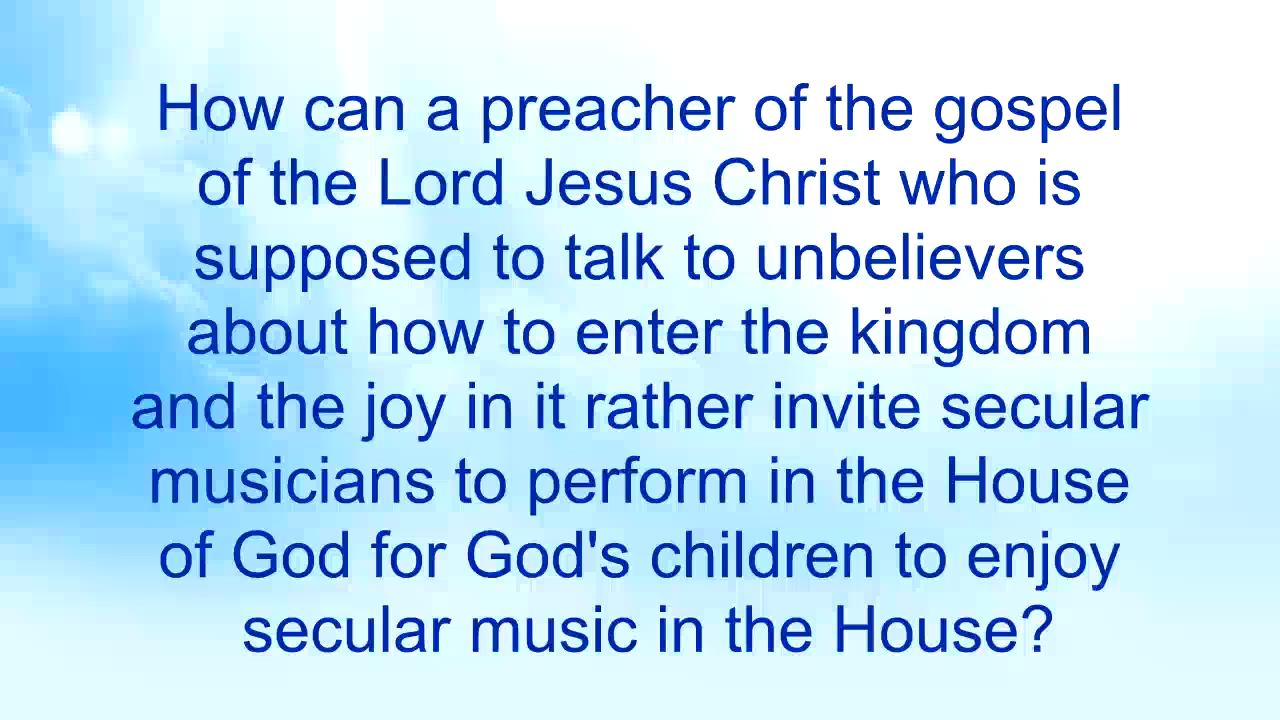 How can a preacher of the gospel
of the Lord Jesus Christ who is
supposed to talk to unbelievers
about how to enter the kingdom
and the joy in it rather invite secular
musicians to perform in the House
of God for God's children to enjoy
secular music in the House?